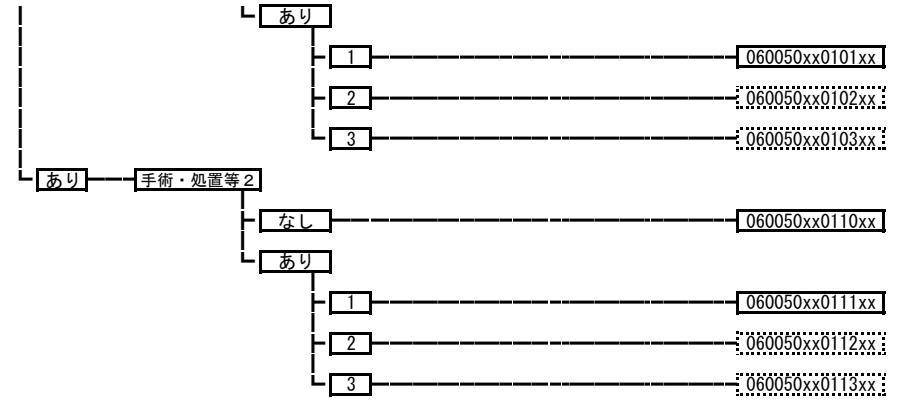 あり
1 060050xx0101xx
2 060050xx0102xx
3 060050xx0103xx
あり 手術・処置等２
なし 060050xx0110xx
あり
1 060050xx0111xx
2 060050xx0112xx
3 060050xx0113xx